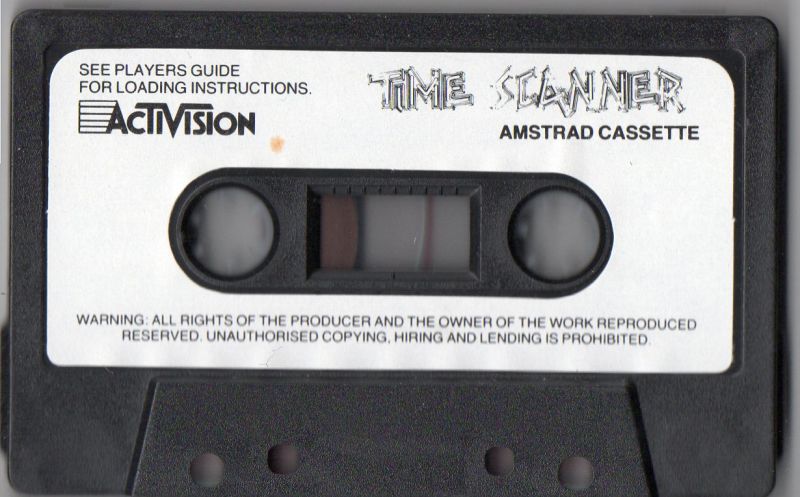 SEE PLAYERS GUIDE
FOR LOADING INSTRUCTIONS.
ACTIVISION
TIME SCANNER
AMSTRAD CASSETTE
WARNING: ALL RIGHTS OF THE PRODUCER AND THE OWNER OF THE WORK REPRODUCED
RESERVED. UNAUTHORISED COPYING, HIRING AND LENDING IS PROHIBITED.